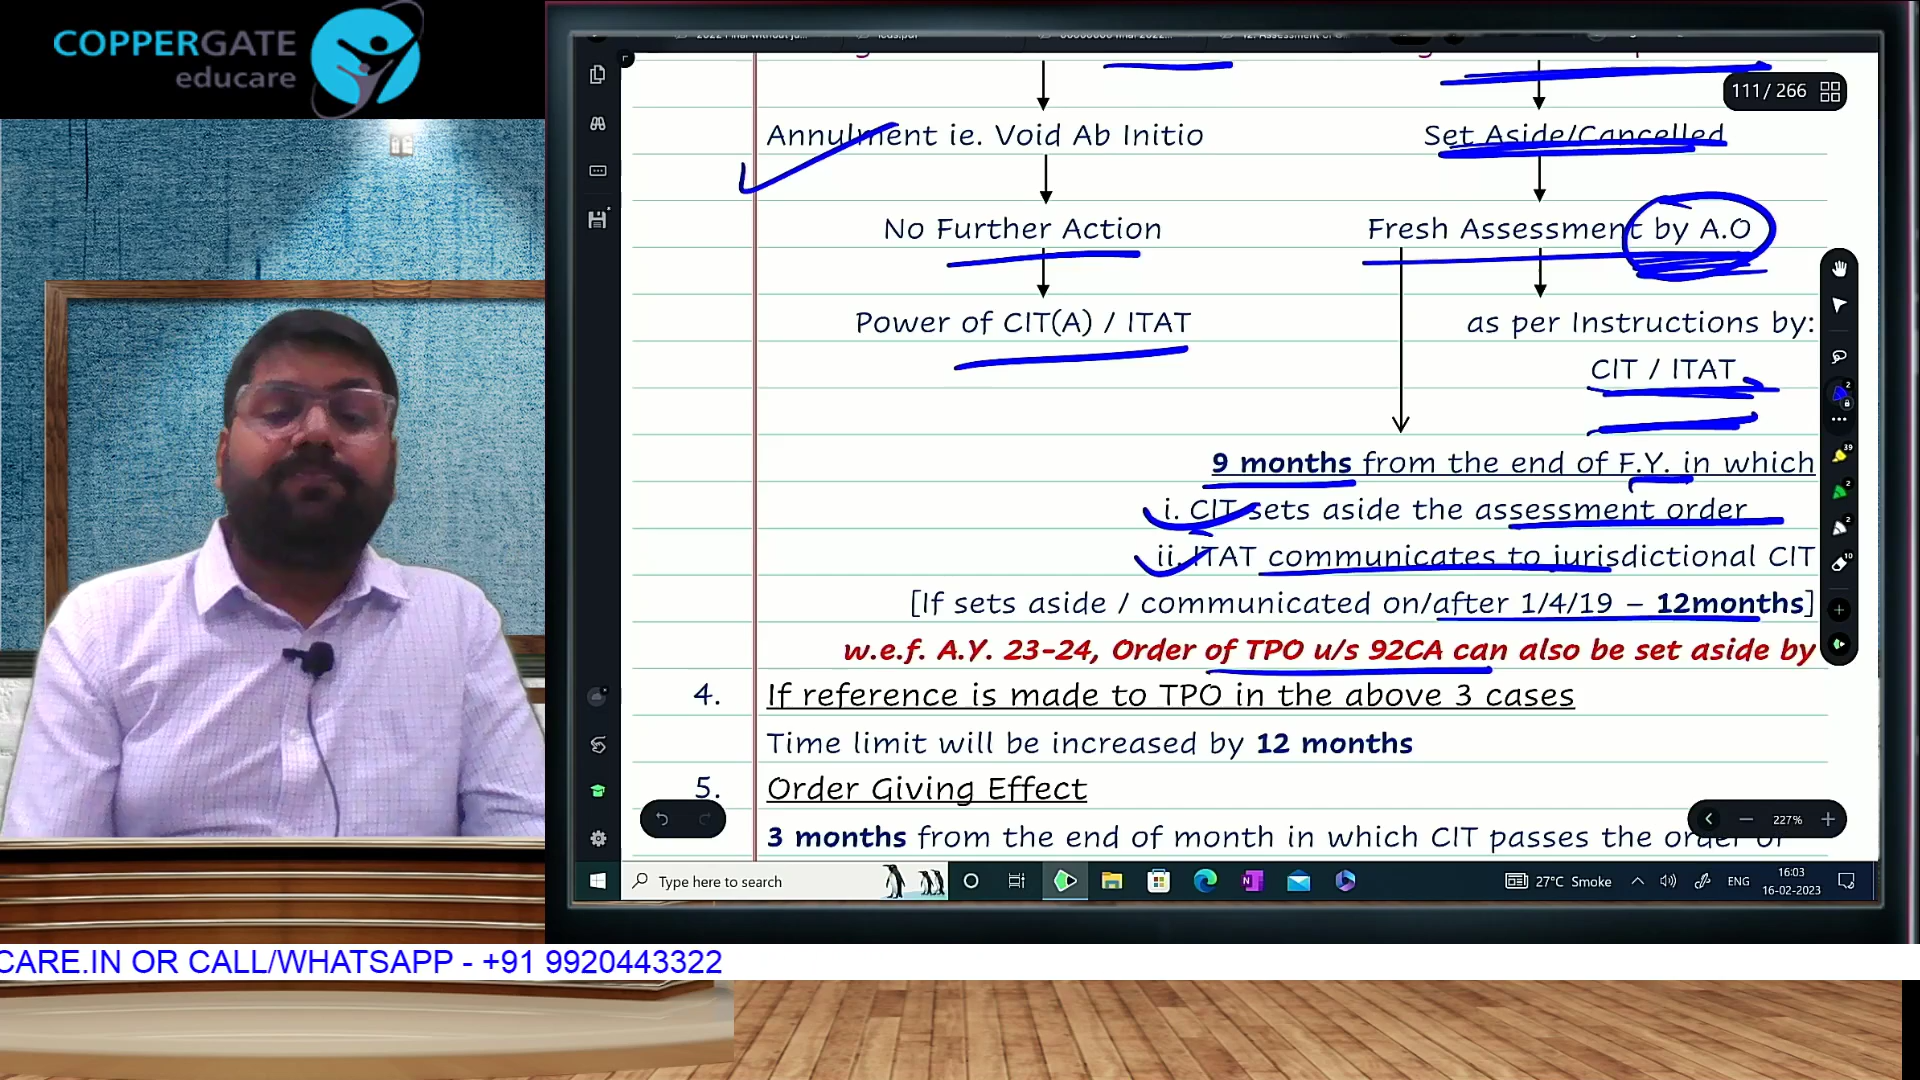 COPPERGATE
educare
111 / 266
Annulment ie. Void Ab Initio
Set Aside/Cancelled
No Further Action
Fresh Assessment by A.O
Power of CIT(A) / ITAT
as per Instructions by:
CIT / ITAT
9 months from the end of F.Y. in which
i. CIT sets aside the assessment order
ii. ITAT communicates to jurisdictional CIT
[If sets aside / communicated on/after 1/4/19 – 12months]
w.e.f. A.Y. 23-24, Order of TPO u/s 92CA can also be set aside by
4. If reference is made to TPO in the above 3 cases
Time limit will be increased by 12 months
5. Order Giving Effect
3 months from the end of month in which CIT passes the order or
227%
Type here to search
27°C Smoke
ENG
16:03
16-02-2023
CARE.IN OR CALL/WHATSAPP - +91 9920443322